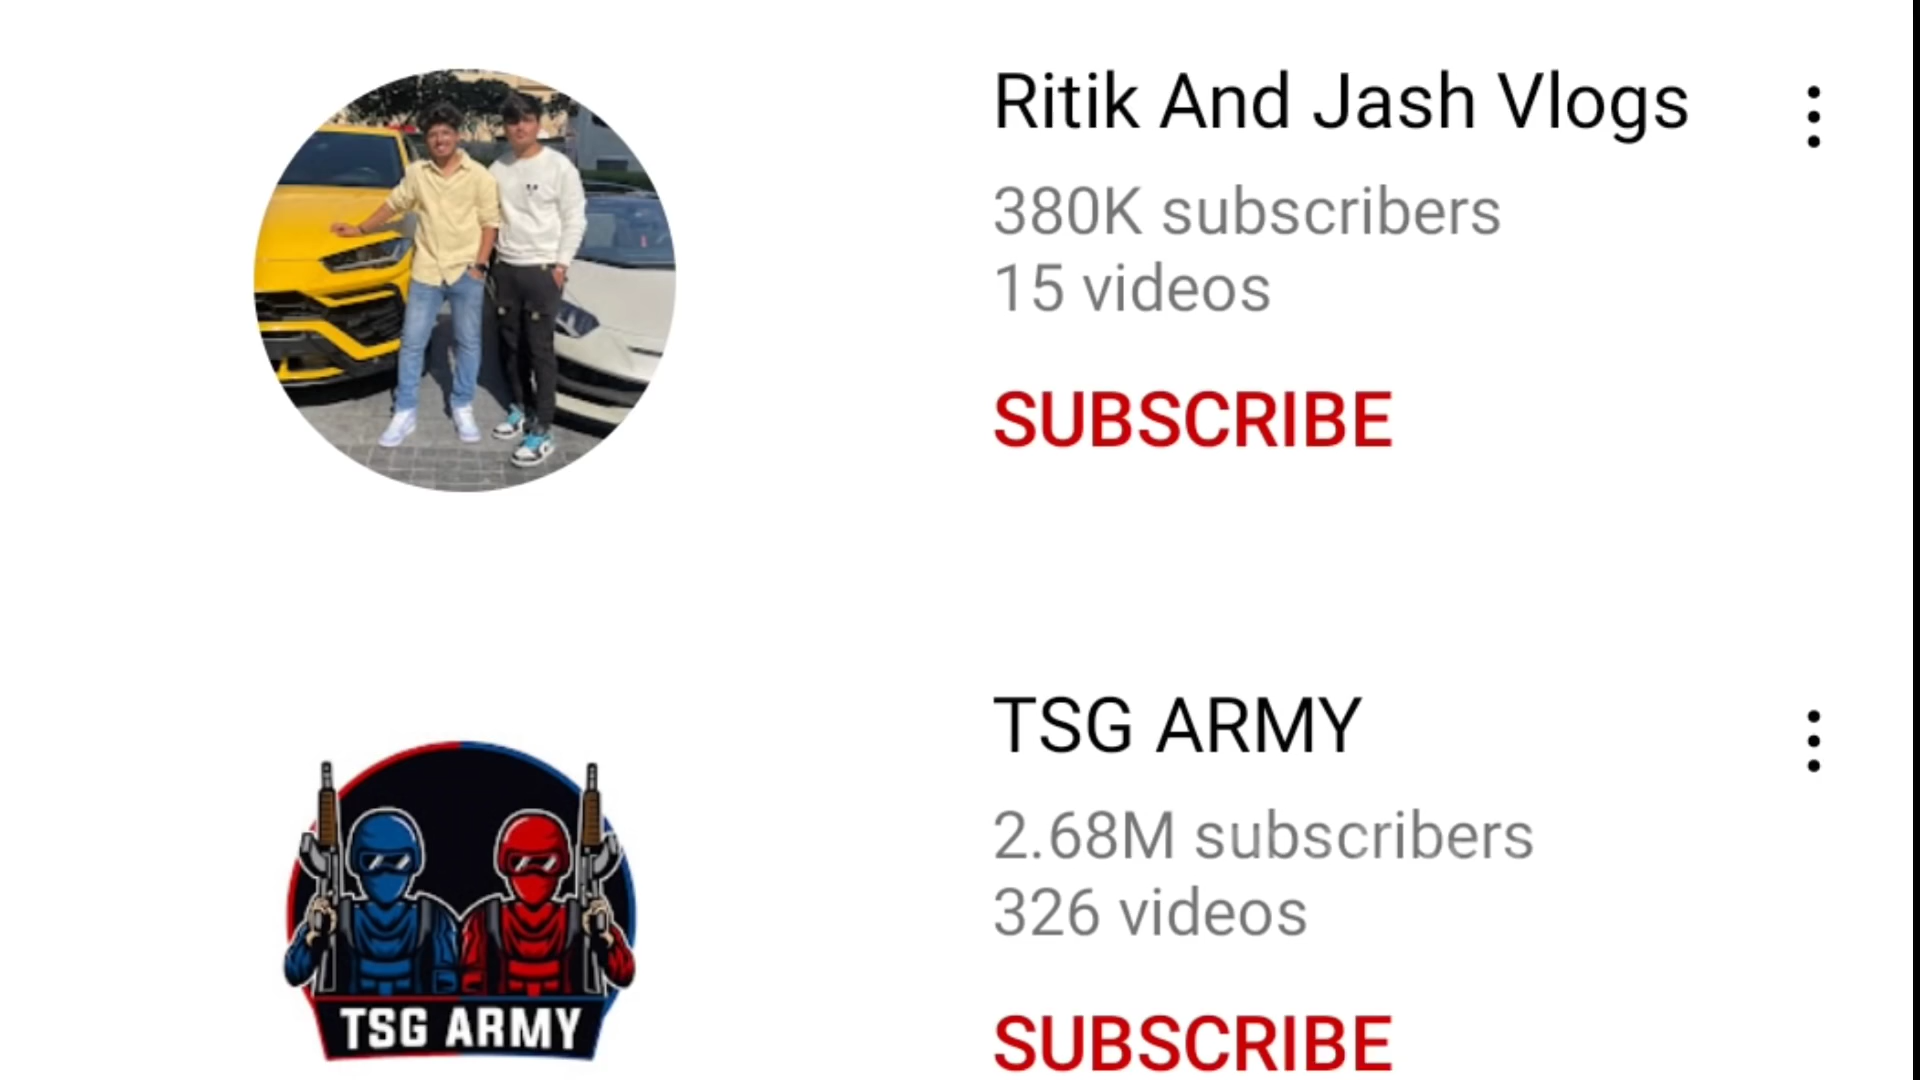 Ritik And Jash Vlogs
380K subscribers
15 videos
SUBSCRIBE
TSG ARMY
2.68M subscribers
326 videos
SUBSCRIBE
TSG ARMY